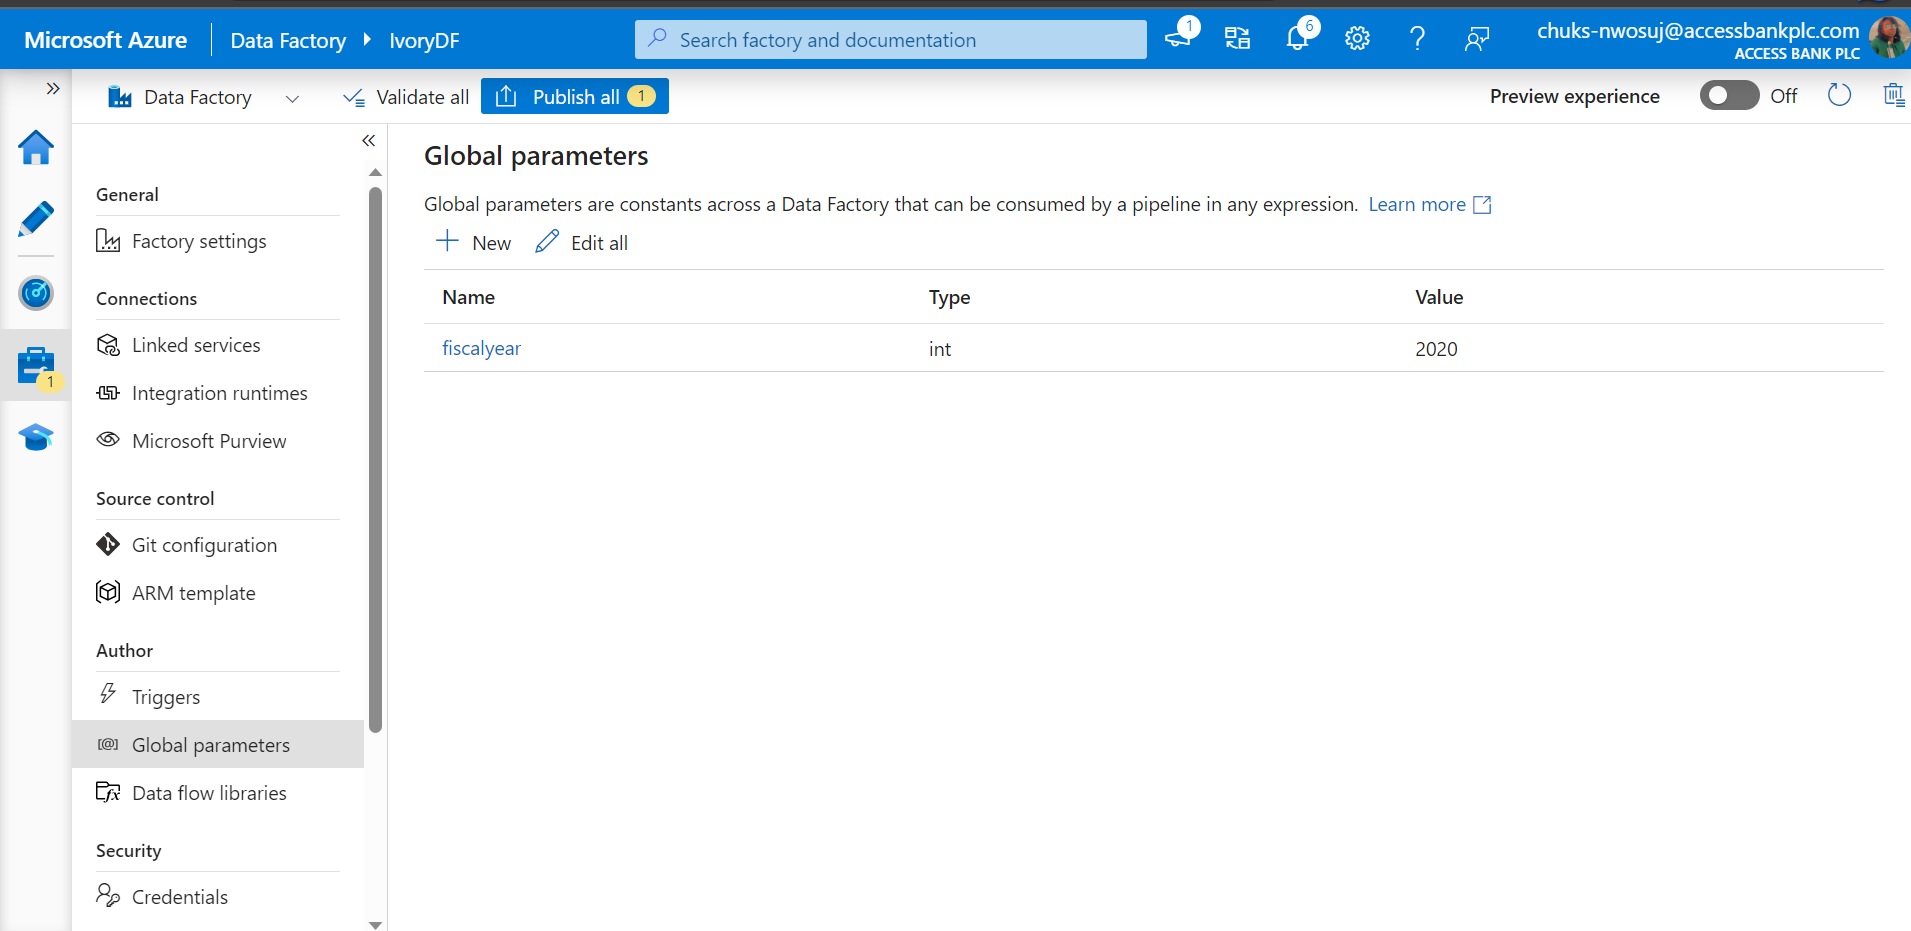 Microsoft Azure
Data Factory
IvoryDF
Search factory and documentation
1
6
chuks-nwosuj@accessbankplc.com
ACCESS BANK PLC
Data Factory
Validate all
Publish all 1
Preview experience
Off
General
Factory settings
Connections
Linked services
Integration runtimes
Microsoft Purview
Source control
Git configuration
ARM template
Author
Triggers
Global parameters
Data flow libraries
Security
Credentials
1
Global parameters
Global parameters are constants across a Data Factory that can be consumed by a pipeline in any expression. Learn more
New
Edit all
Name Type Value
fiscalyear int 2020